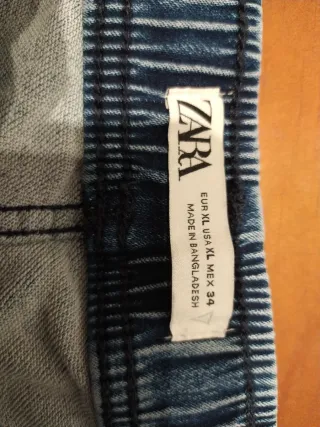 ZARA
EUR XL USA XL MEX 34
MADE IN BANGLADESH